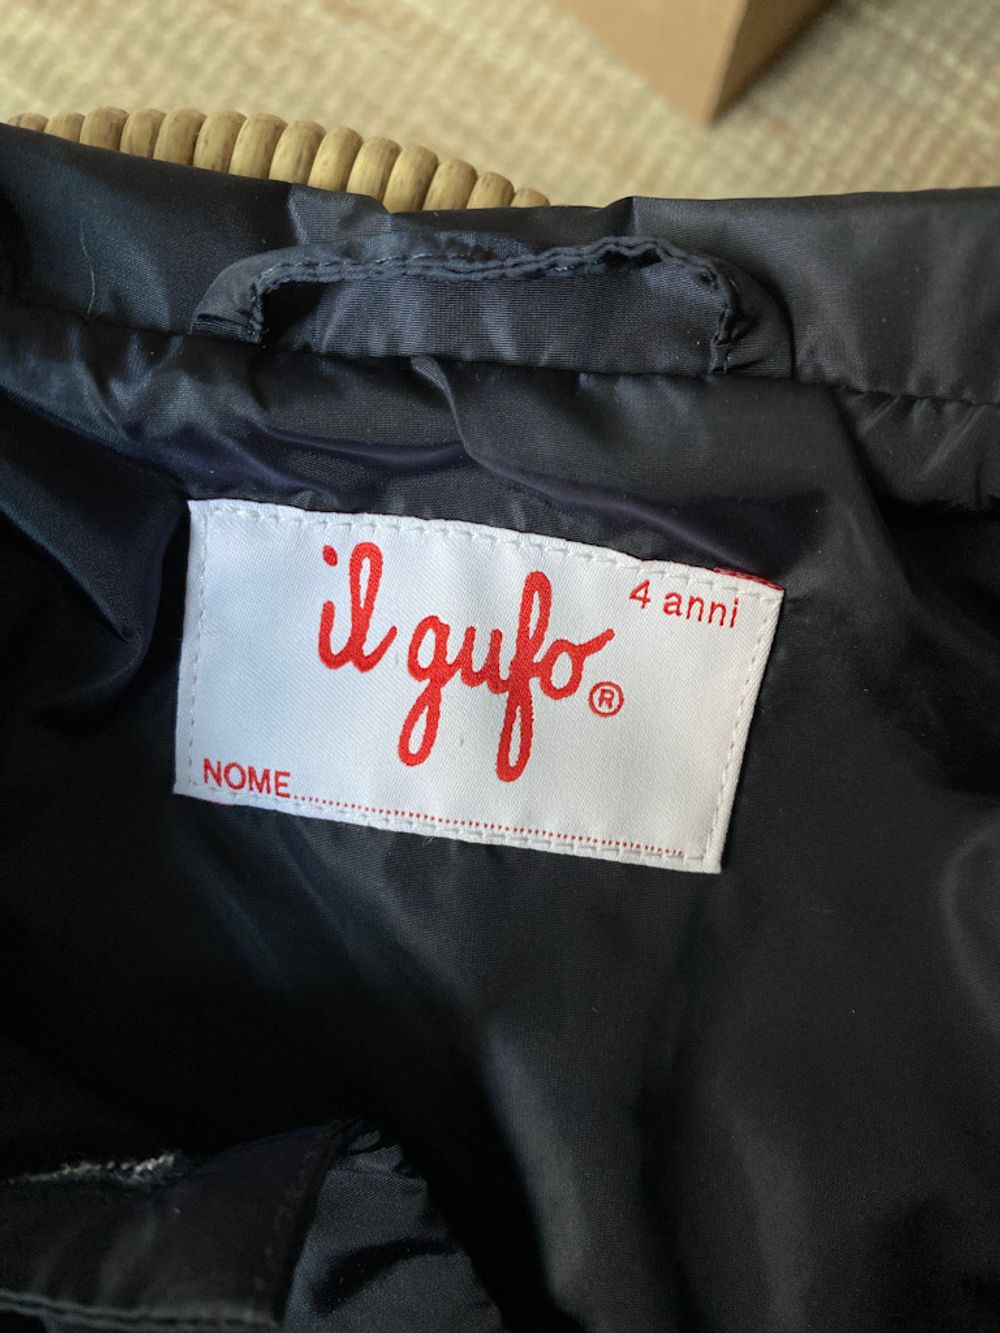 4 anni
il gufo®
NOME..............................